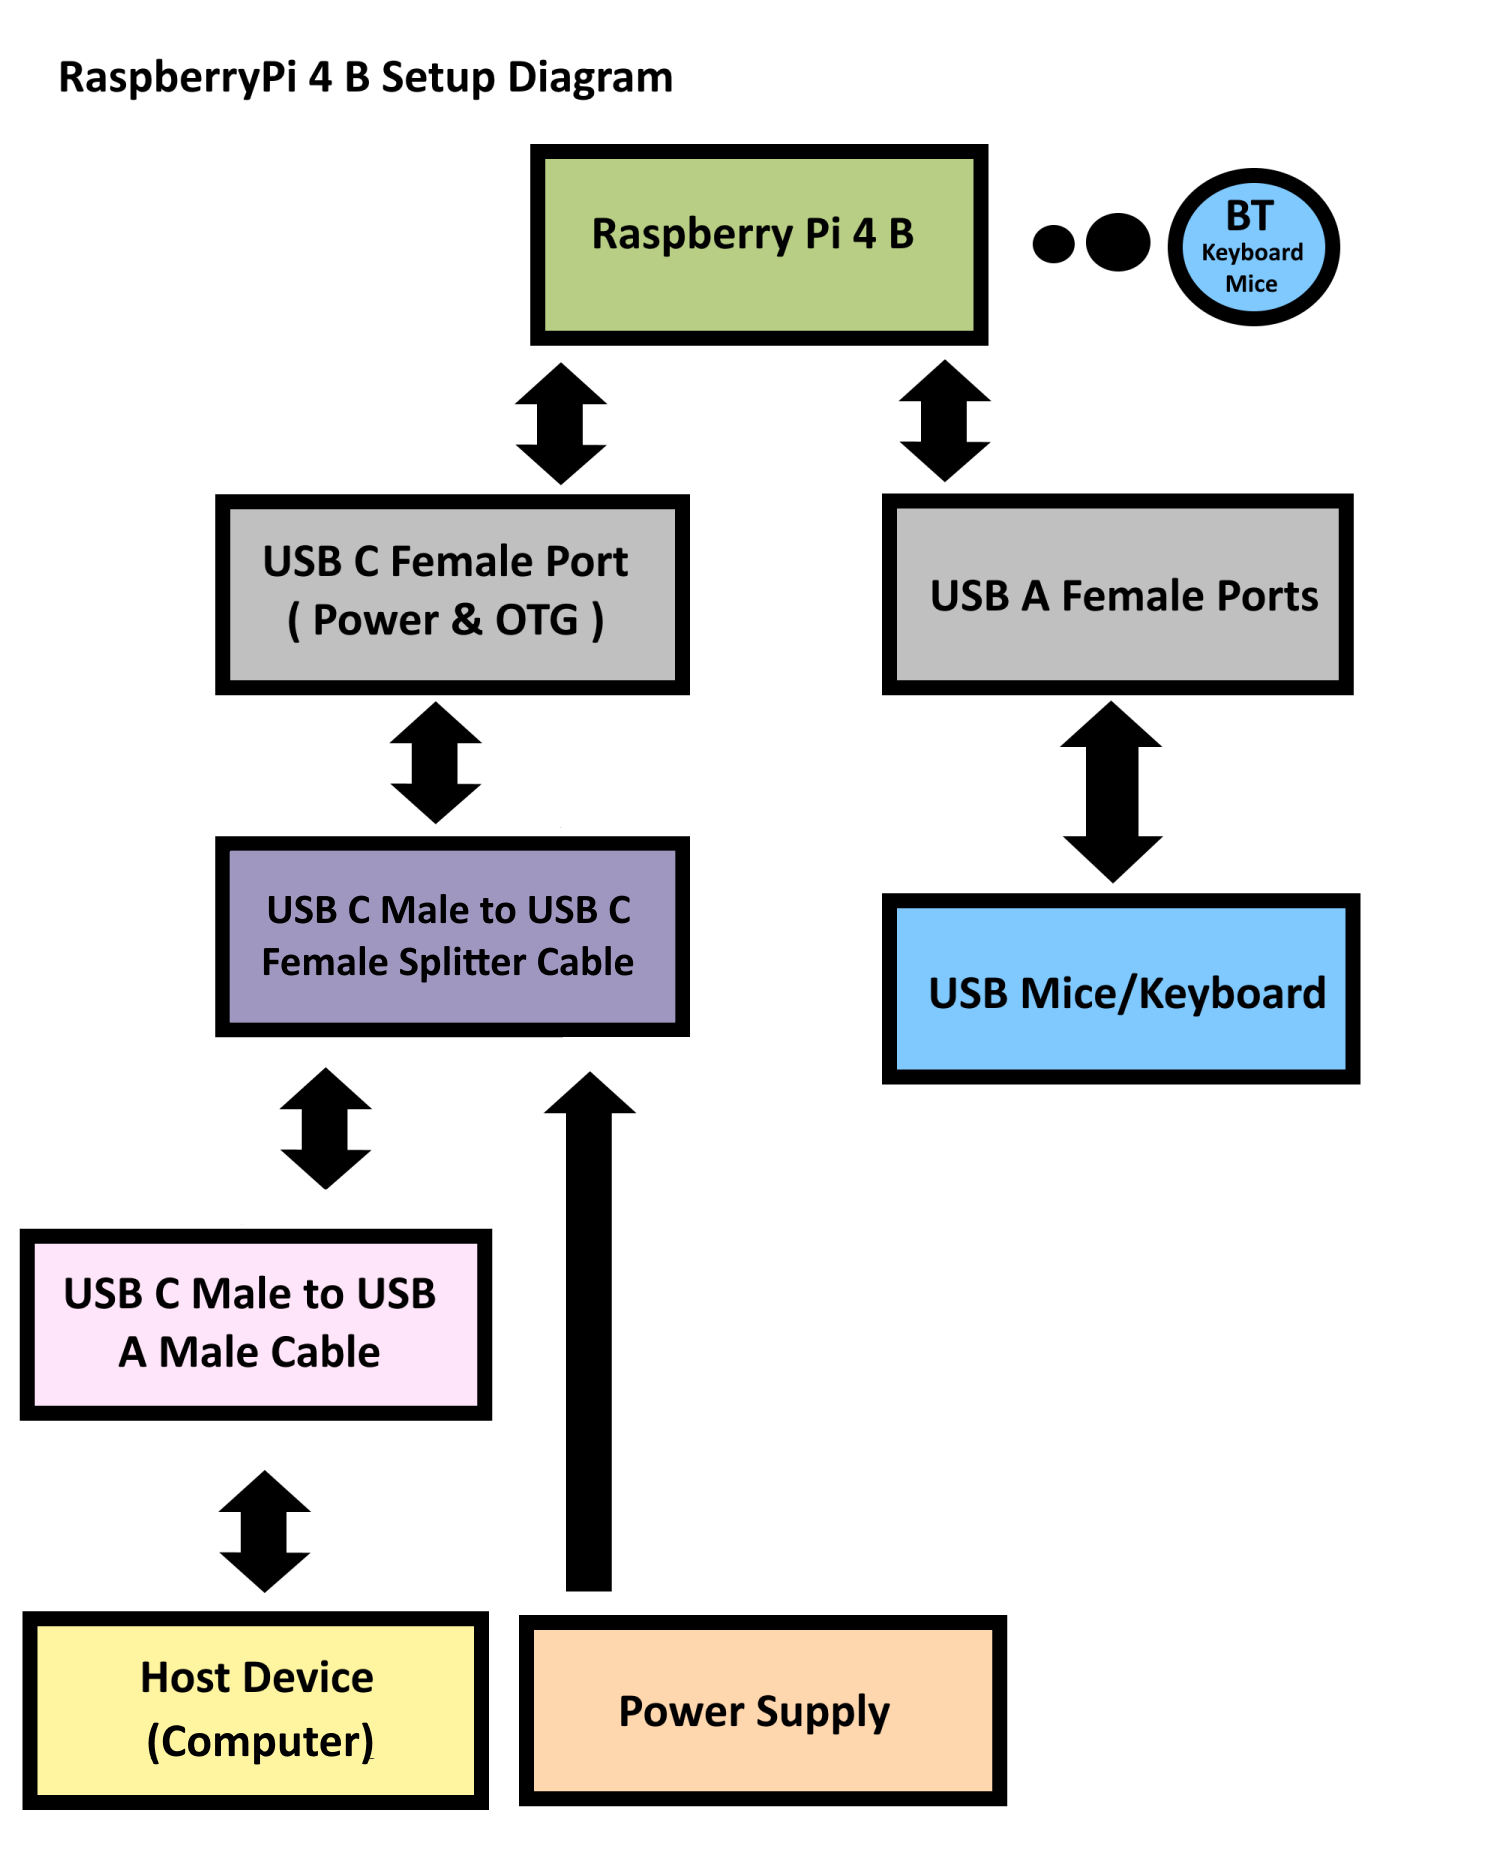 RaspberryPi 4 B Setup Diagram
Raspberry Pi 4 B
BT
Keyboard
Mice
USB C Female Port
( Power & OTG )
USB A Female Ports
USB C Male to USB C
Female Splitter Cable
USB Mice/Keyboard
USB C Male to USB
A Male Cable
Host Device
(Computer)
Power Supply